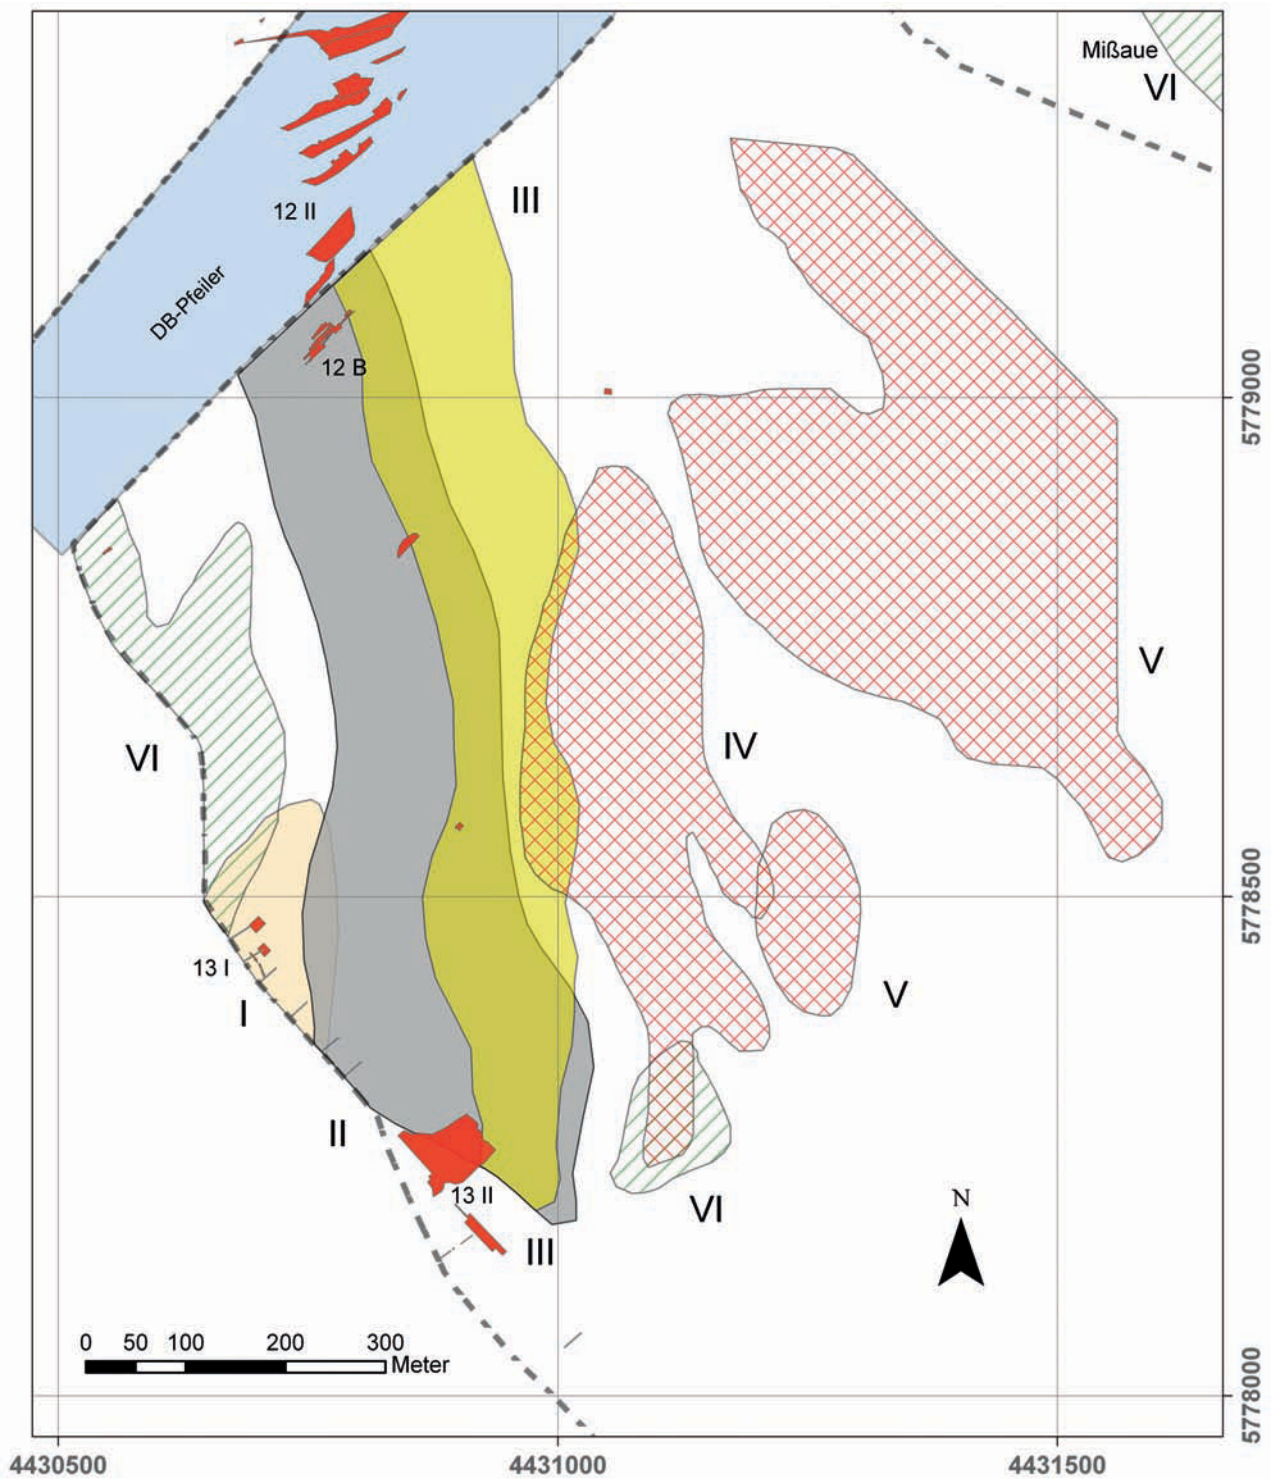 Mißaue
VI
III
12 II
DB-Pfeiler
12 B
5779000
V
IV
VI
5778500
13 I
V
I
II
13 II
VI
N
III
0 50 100 200 300
Meter
5778000
4430500 4431000 4431500